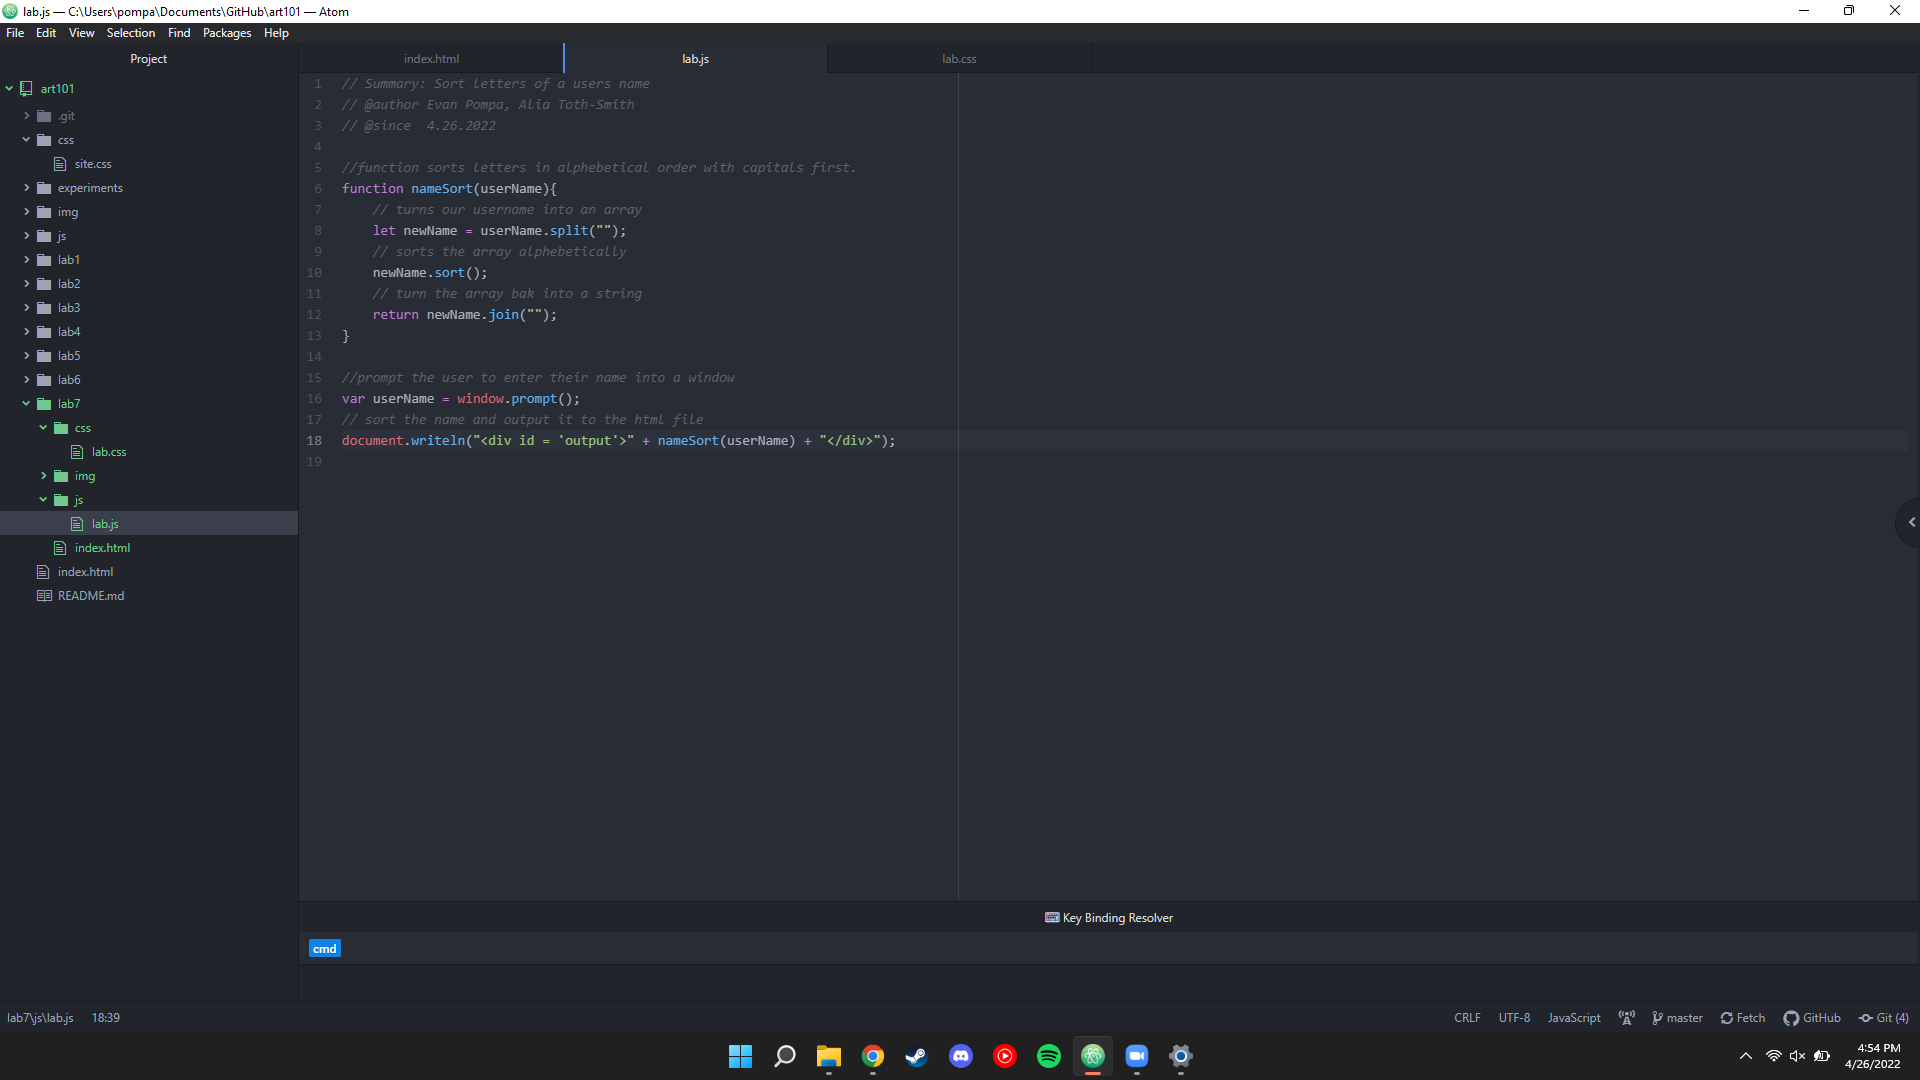 lab.js — C:\Users\pompa\Documents\GitHub\art101 — Atom
File Edit View Selection Find Packages Help
Project
art101
.git
css
site.css
experiments
img
js
lab1
lab2
lab3
lab4
lab5
lab6
lab7
css
lab.css
img
js
lab.js
index.html
index.html
README.md
index.html lab.js lab.css
1 // Summary: Sort letters of a users name
2 // @author Evan Pompa, Alia Toth-Smith
3 // @since  4.26.2022
4
5 //function sorts letters in alphebetical order with capitals first.
6 function nameSort(userName){
7     // turns our username into an array
8     let newName = userName.split("");
9     // sorts the array alphebetically
10     newName.sort();
11     // turn the array bak into a string
12     return newName.join("");
13 }
14
15 //prompt the user to enter their name into a window
16 var userName = window.prompt();
17 // sort the name and output it to the html file
18 document.writeln("<div id = 'output'>" + nameSort(userName) + "</div>");
19
Key Binding Resolver
cmd
lab7\js\lab.js 18:39 CRLF UTF-8 JavaScript master Fetch GitHub Git (4)
4:54 PM
4/26/2022